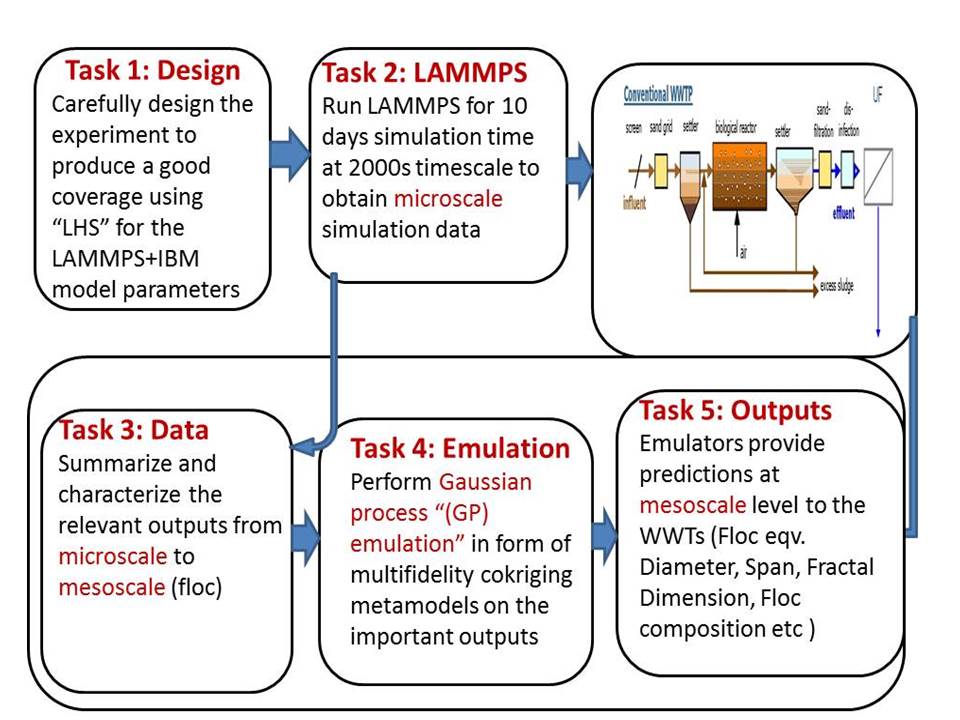 Task 1: Design
Carefully design the
experiment to
produce a good
coverage using
“LHS” for the
LAMMPS+IBM
model parameters
Task 2: LAMMPS
Run LAMMPS for 10
days simulation time
at 2000s timescale to
obtain microscale
simulation data
Conventional WWTP
UF
screen
sand grid
settler
biological reactor
settler
sand-
filtration
dis-
infection
influent
effluent
air
excess sludge
Task 3: Data
Summarize and
characterize the
relevant outputs from
microscale to
mesoscale (floc)
Task 4: Emulation
Perform Gaussian
process “(GP)
emulation” in form of
multifidelity cokriging
metamodels on the
important outputs
Task 5: Outputs
Emulators provide
predictions at
mesoscale level to the
WWTs (Floc eqv.
Diameter, Span, Fractal
Dimension, Floc
composition etc )